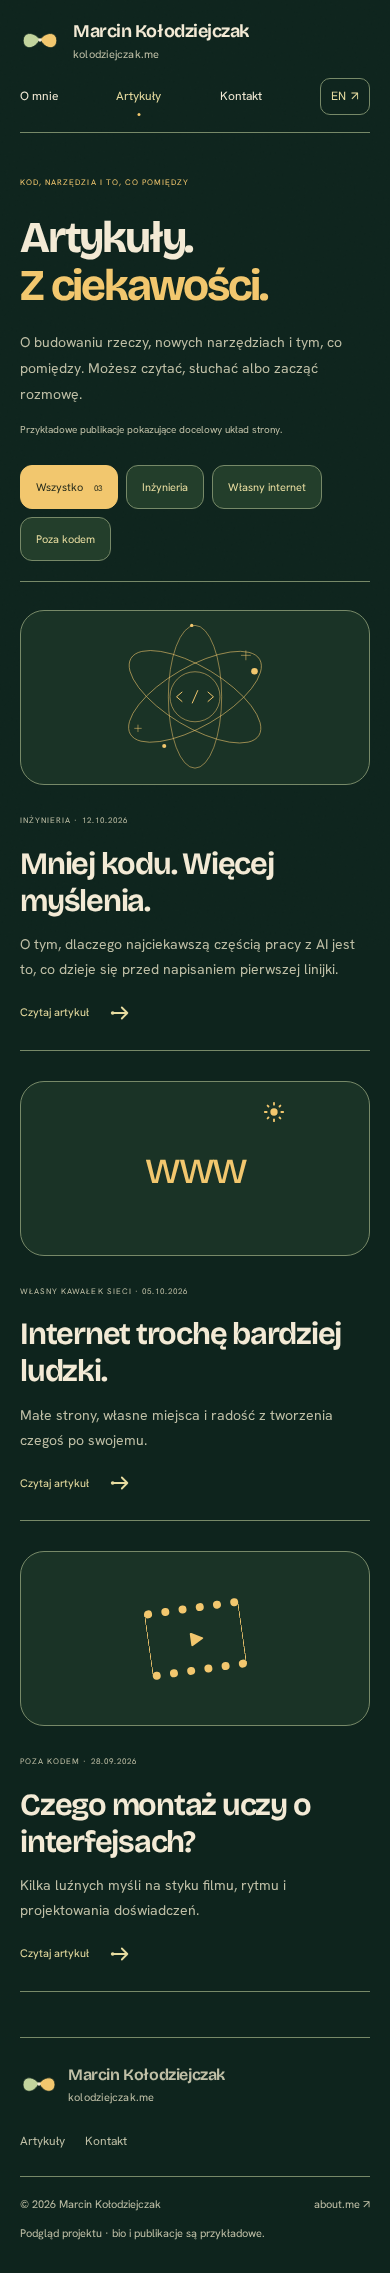 Marcin Kołodziejczak
kolodziejczak.me
O mnie
Artykuły
Kontakt
EN ↗
KOD, NARZĘDZIA I TO, CO POMIĘDZY
Artykuły.
Z ciekawości.
O budowaniu rzeczy, nowych narzędziach i tym, co
pomiędzy. Możesz czytać, słuchać albo zacząć
rozmowę.
Przykładowe publikacje pokazujące docelowy układ strony.
Wszystko 03
Inżynieria
Własny internet
Poza kodem
< / >
INŻYNIERIA · 12.10.2026
Mniej kodu. Więcej
myślenia.
O tym, dlaczego najciekawszą częścią pracy z AI jest
to, co dzieje się przed napisaniem pierwszej linijki.
Czytaj artykuł
www
WŁASNY KAWAŁEK SIECI · 05.10.2026
Internet trochę bardziej
ludzki.
Małe strony, własne miejsca i radość z tworzenia
czegoś po swojemu.
Czytaj artykuł
POZA KODEM · 28.09.2026
Czego montaż uczy o
interfejsach?
Kilka luźnych myśli na styku filmu, rytmu i
projektowania doświadczeń.
Czytaj artykuł
Marcin Kołodziejczak
kolodziejczak.me
Artykuły
Kontakt
© 2026 Marcin Kołodziejczak
about.me ↗
Podgląd projektu · bio i publikacje są przykładowe.